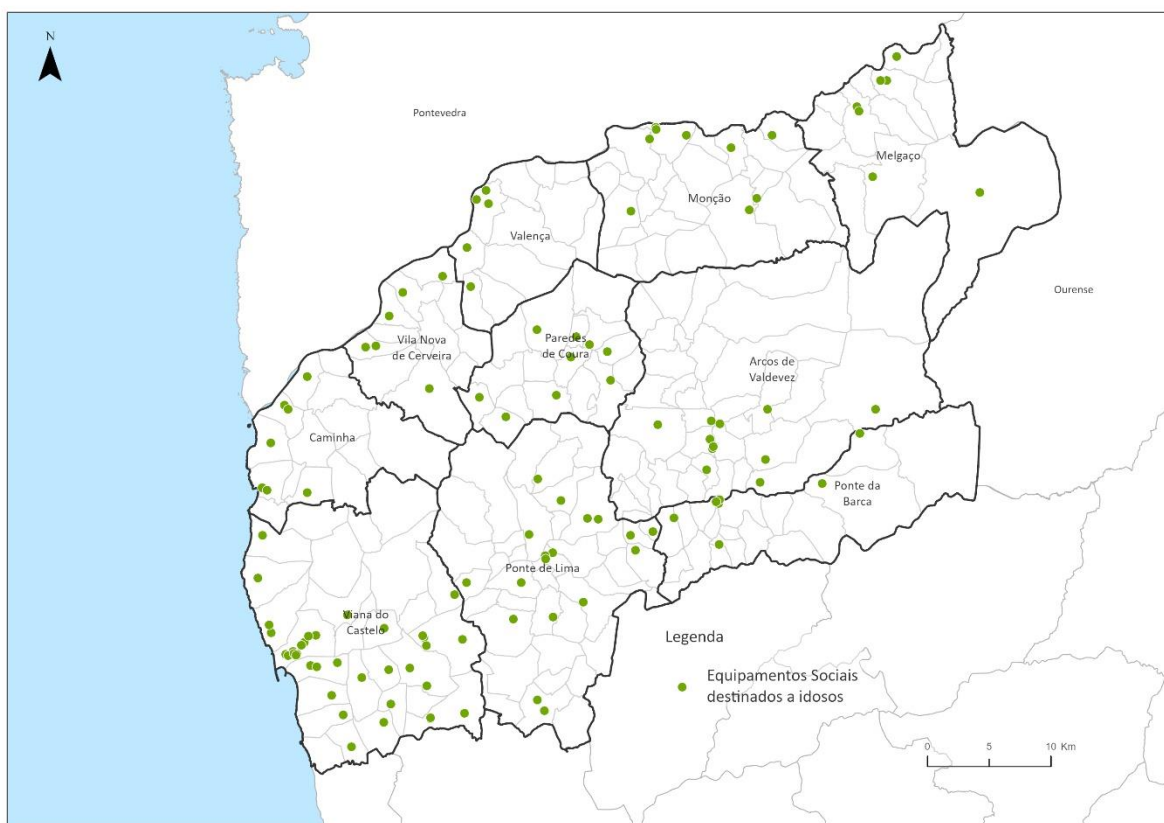 N
Pontevedra
Melgaço
Monção
Valença
Ourense
Vila Nova
de Cerveira
Paredes
de Coura
Arcos de
Valdevez
Caminha
Ponte da
Barca
Ponte de Lima
Viana do
Castelo
Legenda
Equipamentos Sociais
destinados a idosos
0 5 10 Km